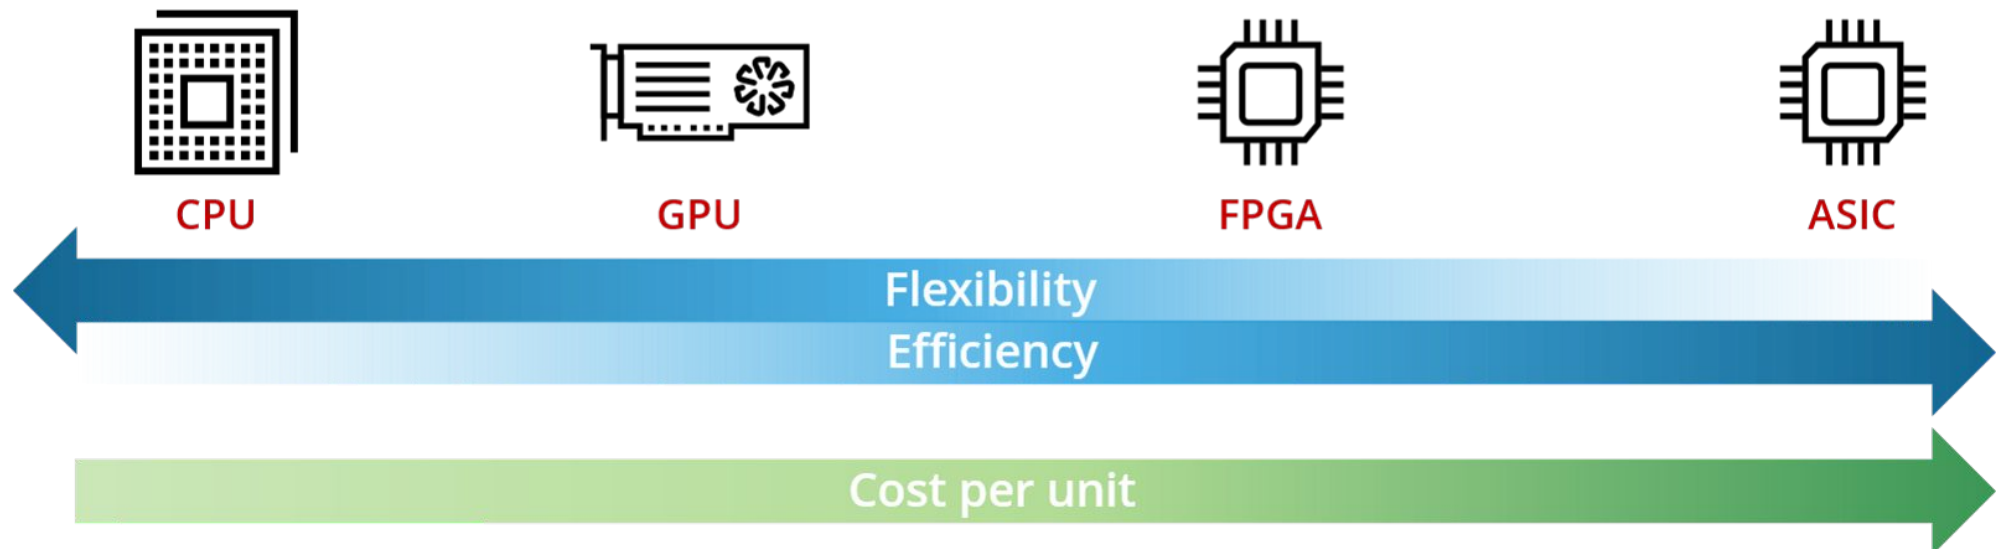 CPU
GPU
FPGA
ASIC
Flexibility
Efficiency
Cost per unit